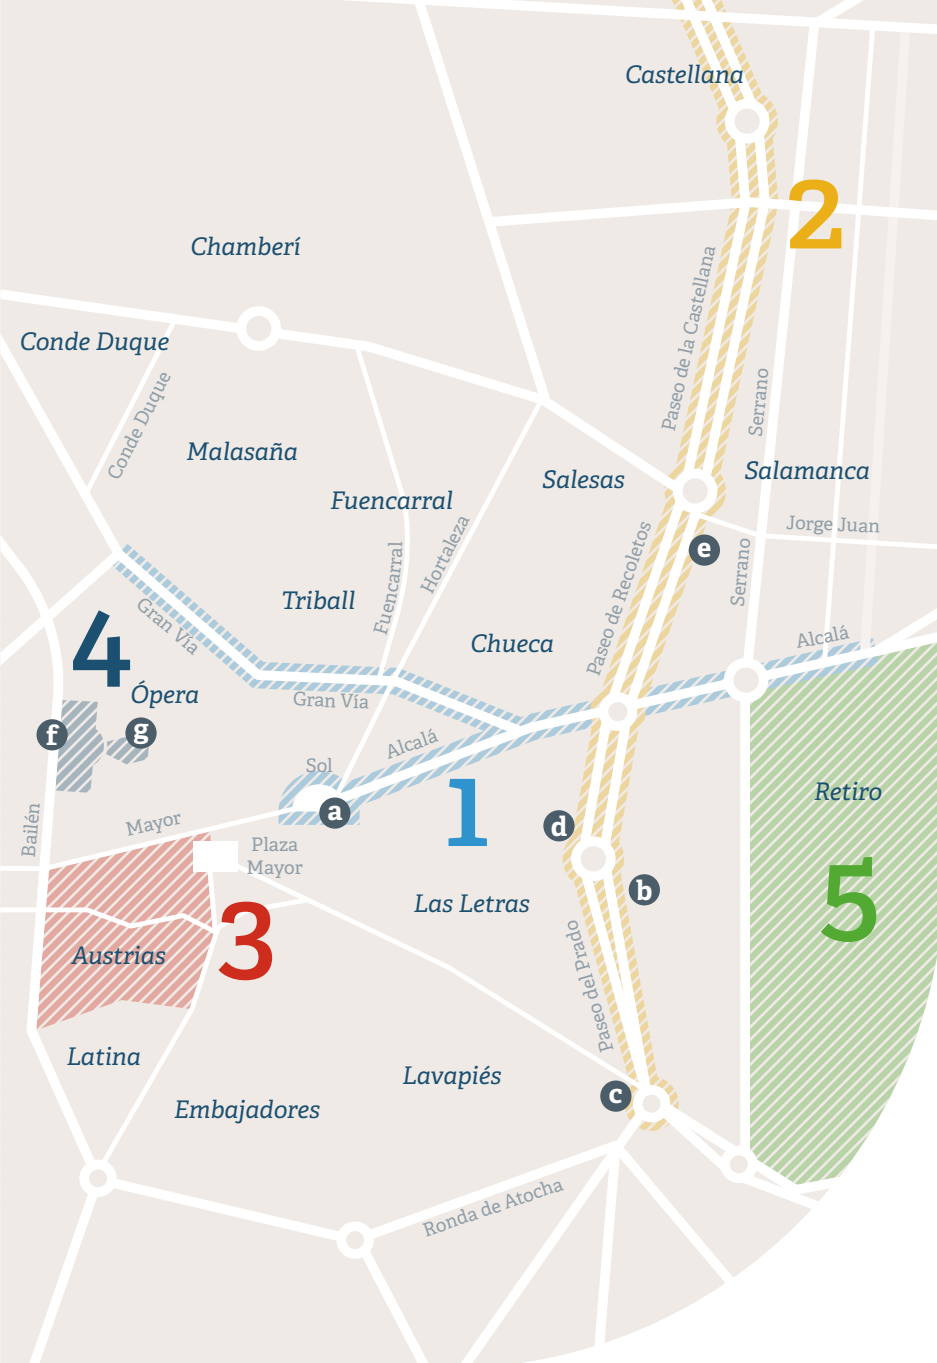 Castellana
2
Chamberí
Paseo de la Castellana
Conde Duque
Conde Duque
Serrano
Malasaña
Fuencarral
Salesas
Salamanca
Hortaleza
Jorge Juan
Fuencarral
Paseo de Recoletos
e
Serrano
Triball
Gran Vía
4
Chueca
Alcalá
Ópera
Gran Vía
f
g
Alcalá
Sol
1
Retiro
a
d
Bailén
Mayor
Plaza
Mayor
b
5
Las Letras
3
Austrias
Paseo del Prado
Latina
Lavapiés
c
Embajadores
Ronda de Atocha